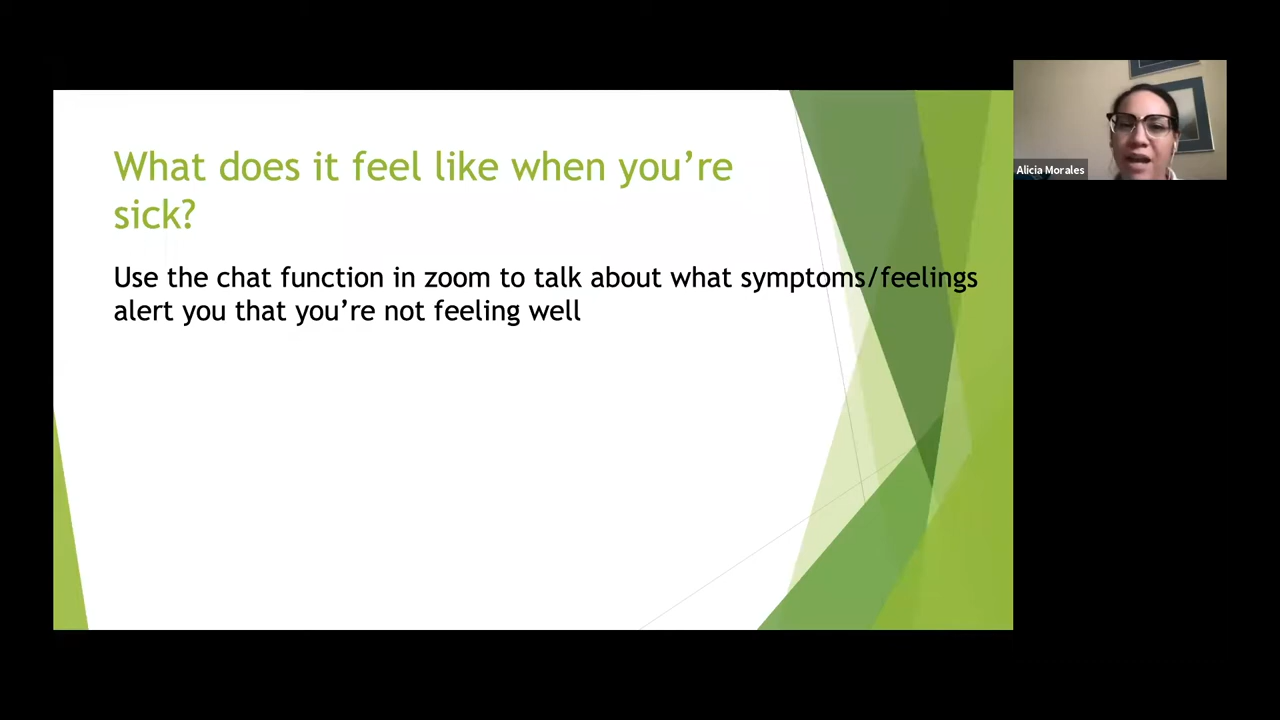 What does it feel like when you’re
sick?
Use the chat function in zoom to talk about what symptoms/feelings
alert you that you’re not feeling well
Alicia Morales